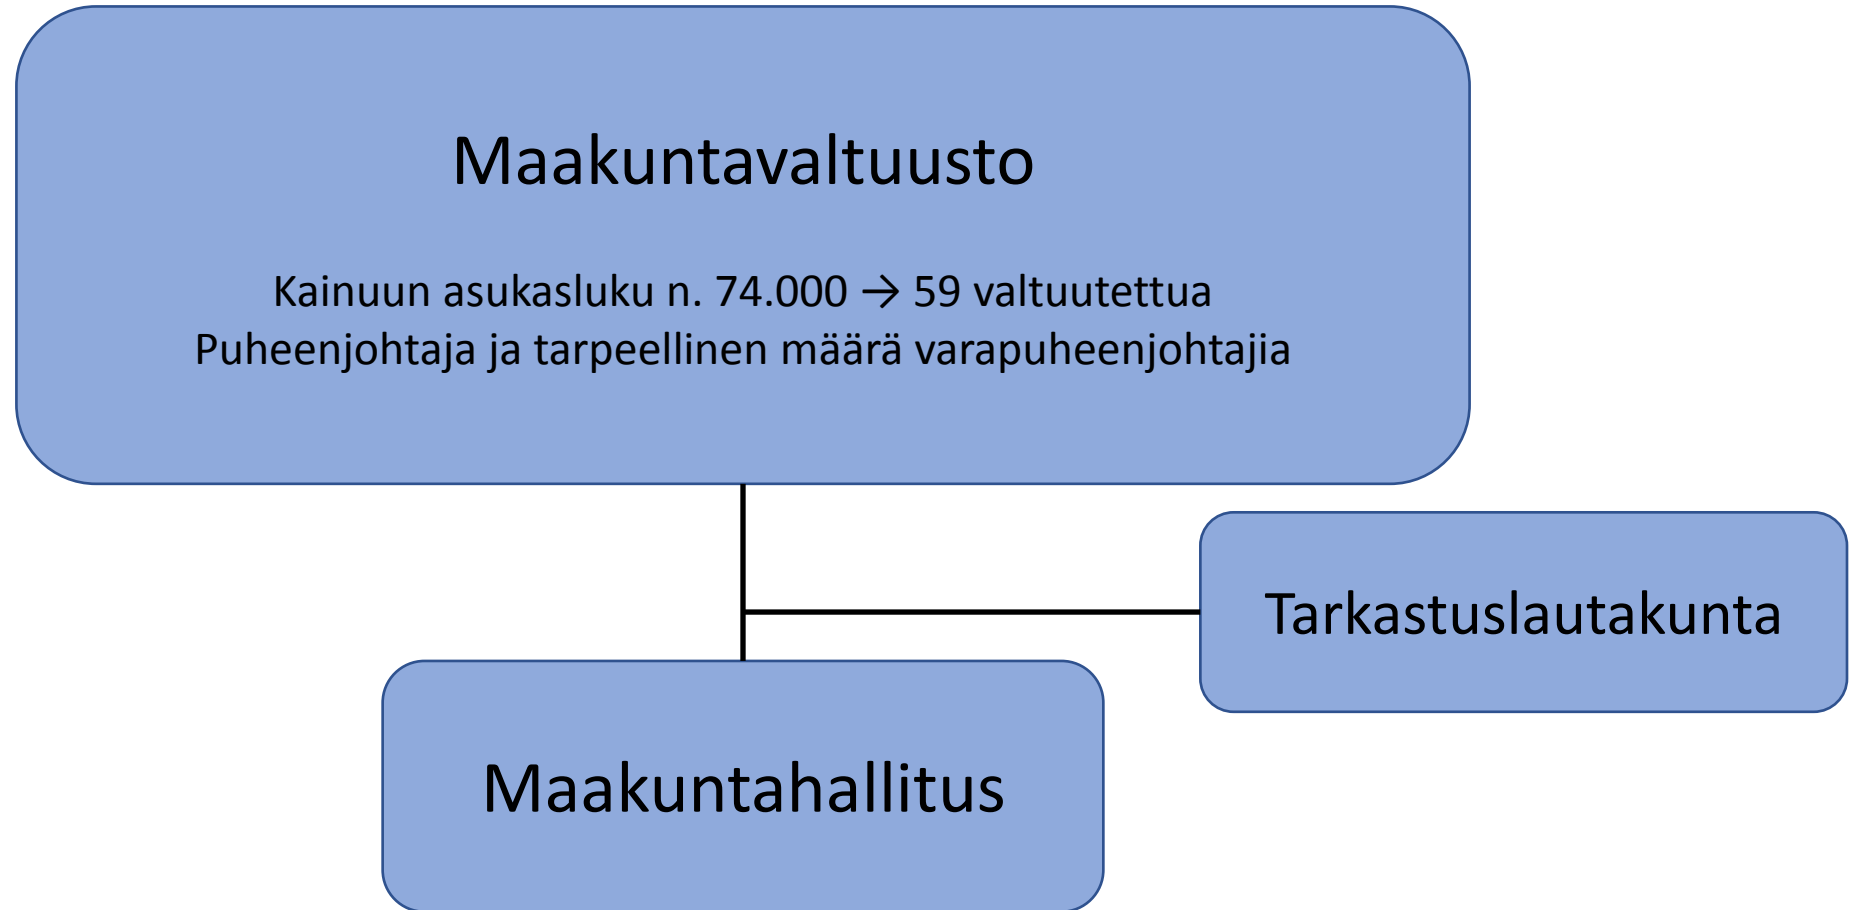 Maakuntavaltuusto
Kainuun asukasluku n. 74.000 → 59 valtuutettua
Puheenjohtaja ja tarpeellinen määrä varapuheenjohtajia
Tarkastuslautakunta
Maakuntahallitus